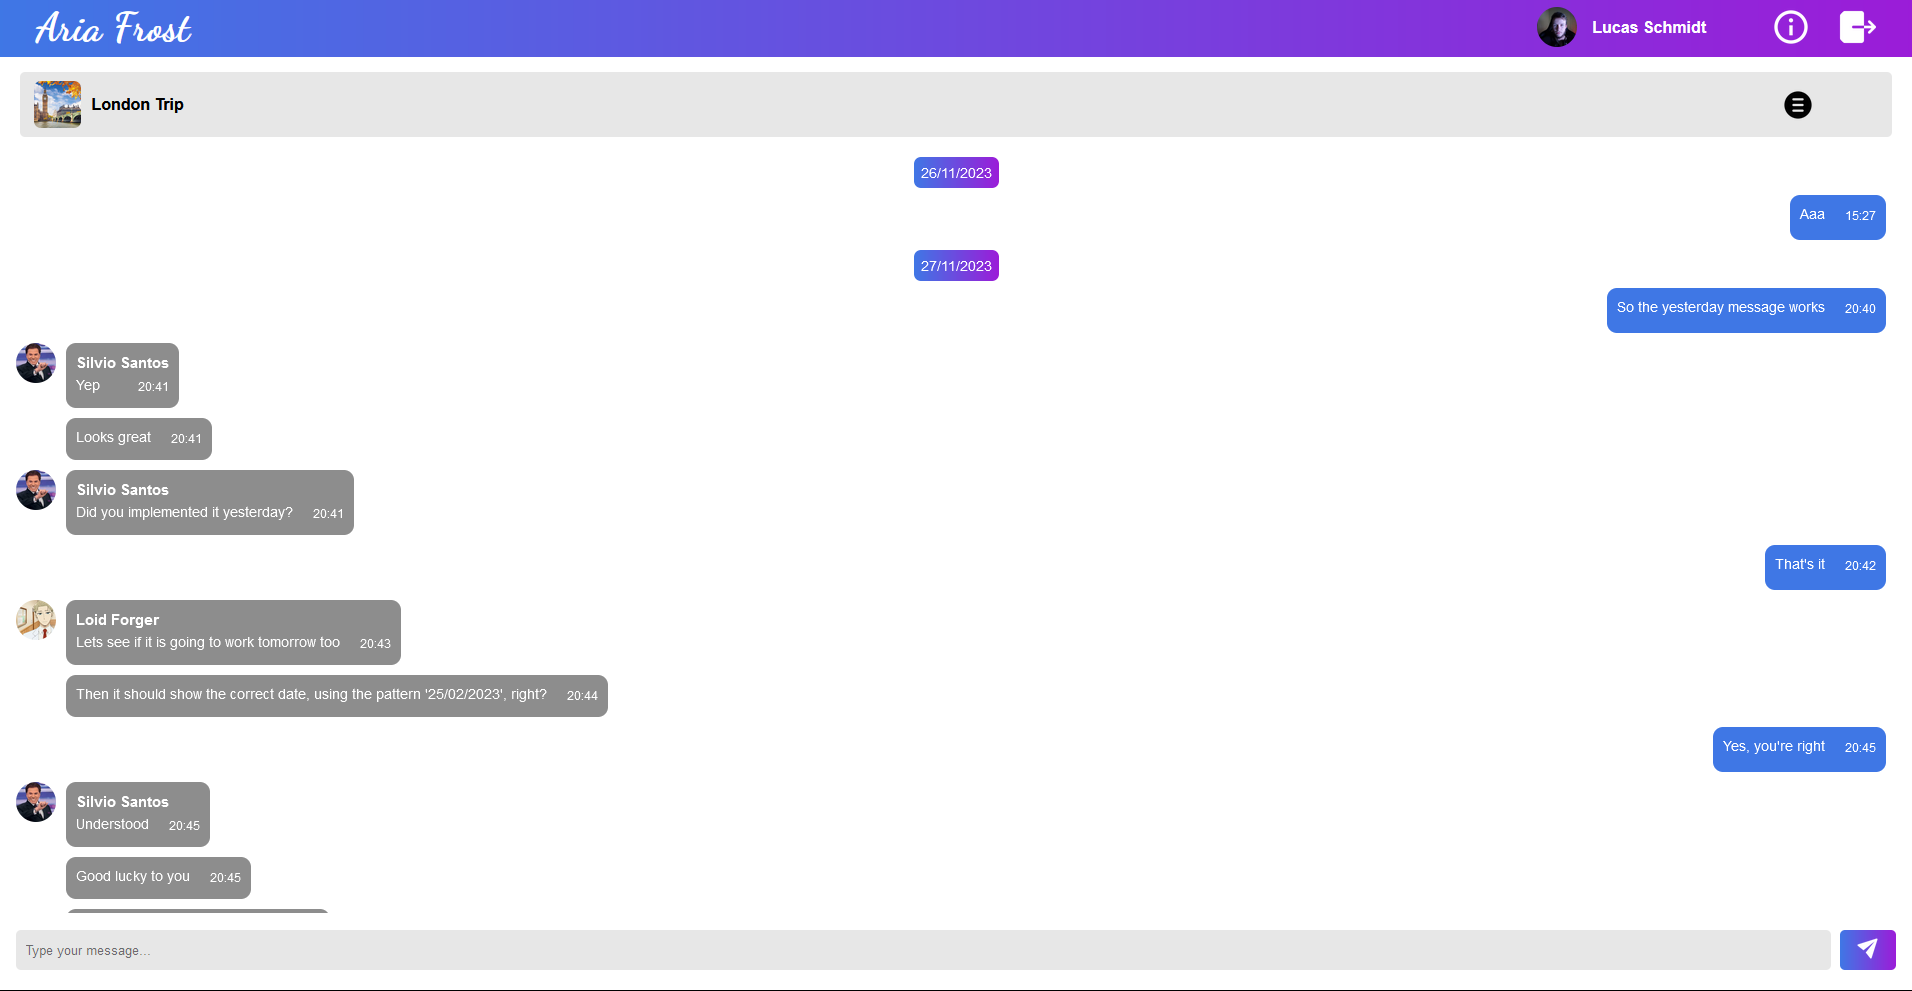 Aria Frost
Lucas Schmidt
London Trip
26/11/2023
Aaa 15:27
27/11/2023
So the yesterday message works 20:40
Silvio Santos
Yep 20:41
Looks great 20:41
Silvio Santos
Did you implemented it yesterday? 20:41
That's it 20:42
Loid Forger
Lets see if it is going to work tomorrow too 20:43
Then it should show the correct date, using the pattern '25/02/2023', right? 20:44
Yes, you're right 20:45
Silvio Santos
Understood 20:45
Good lucky to you 20:45
Type your message...